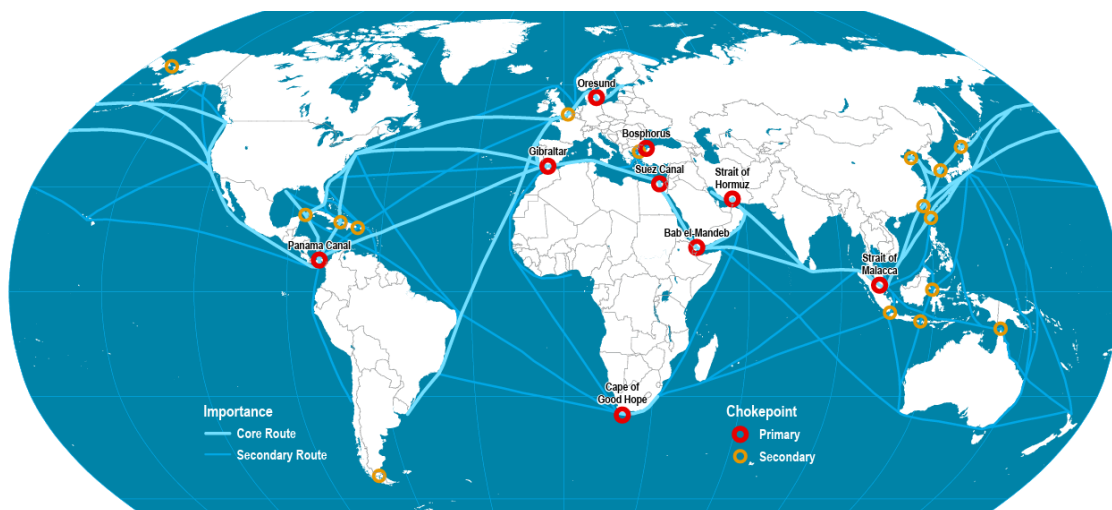 Oresund
Bosphorus
Gibraltar
Suez Canal
Strait of
Hormuz
Bab el-Mandeb
Panama Canal
Strait of
Malacca
Cape of
Good Hope
Importance
Core Route
Secondary Route
Chokepoint
Primary
Secondary